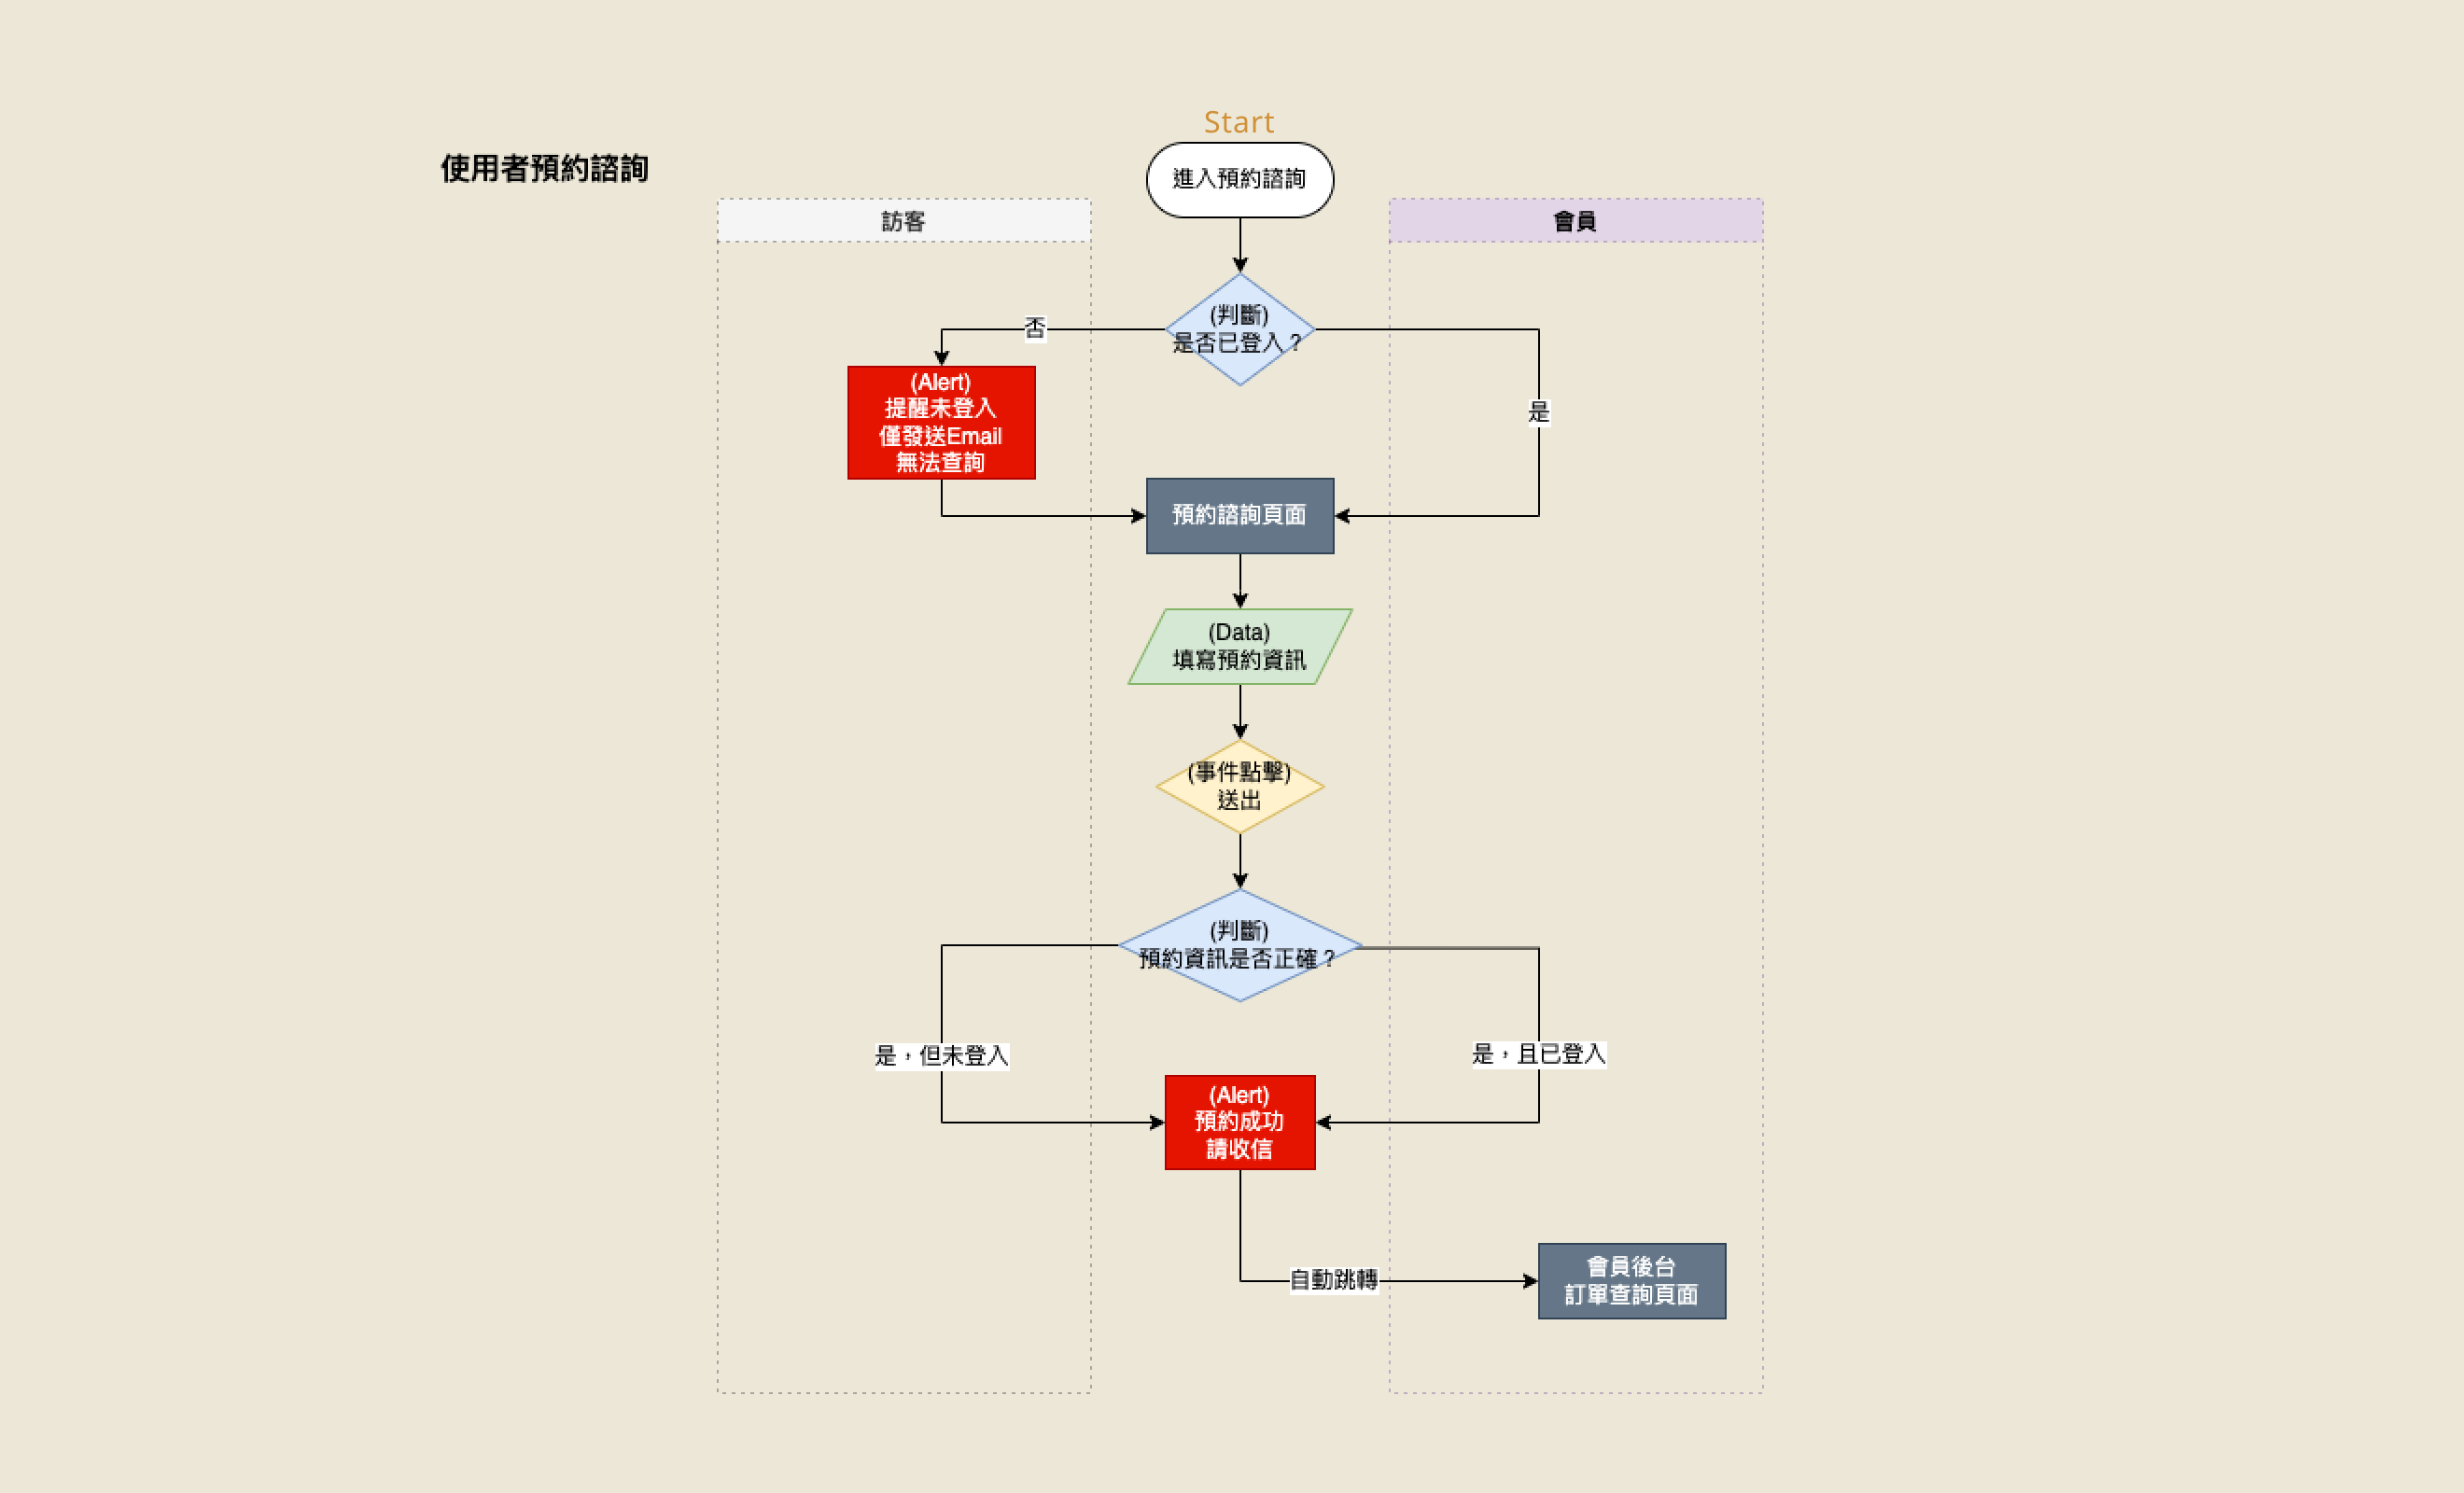 Start
使用者預約諮詢
進入預約諮詢
訪客
會員
(判斷)
是否已登入？
否
是
(Alert)
提醒未登入
僅發送Email
無法查詢
預約諮詢頁面
(Data)
填寫預約資訊
(事件點擊)
送出
(判斷)
預約資訊是否正確？
是，但未登入
是，且已登入
(Alert)
預約成功
請收信
自動跳轉
會員後台
訂單查詢頁面